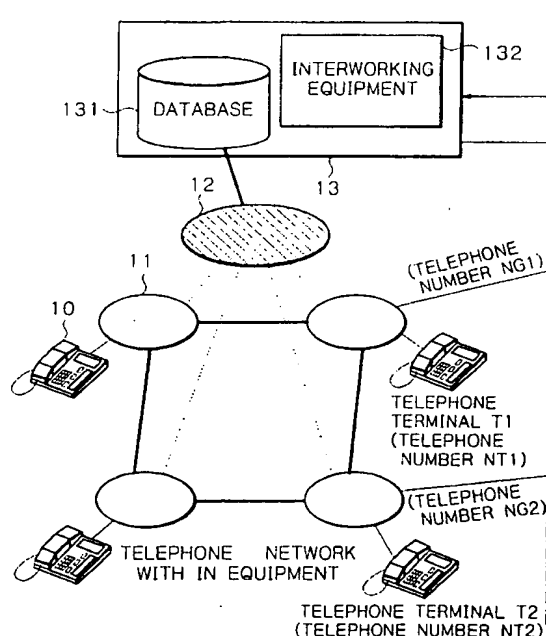 132
INTERWORKING
EQUIPMENT
131
DATABASE
13
12
11
(TELEPHONE
NUMBER NG1)
10
TELEPHONE
TERMINAL T1
(TELEPHONE
NUMBER NT1)
(TELEPHONE
NUMBER NG2)
TELEPHONE NETWORK
WITH IN EQUIPMENT
TELEPHONE TERMINAL T2
(TELEPHONE NUMBER NT2)